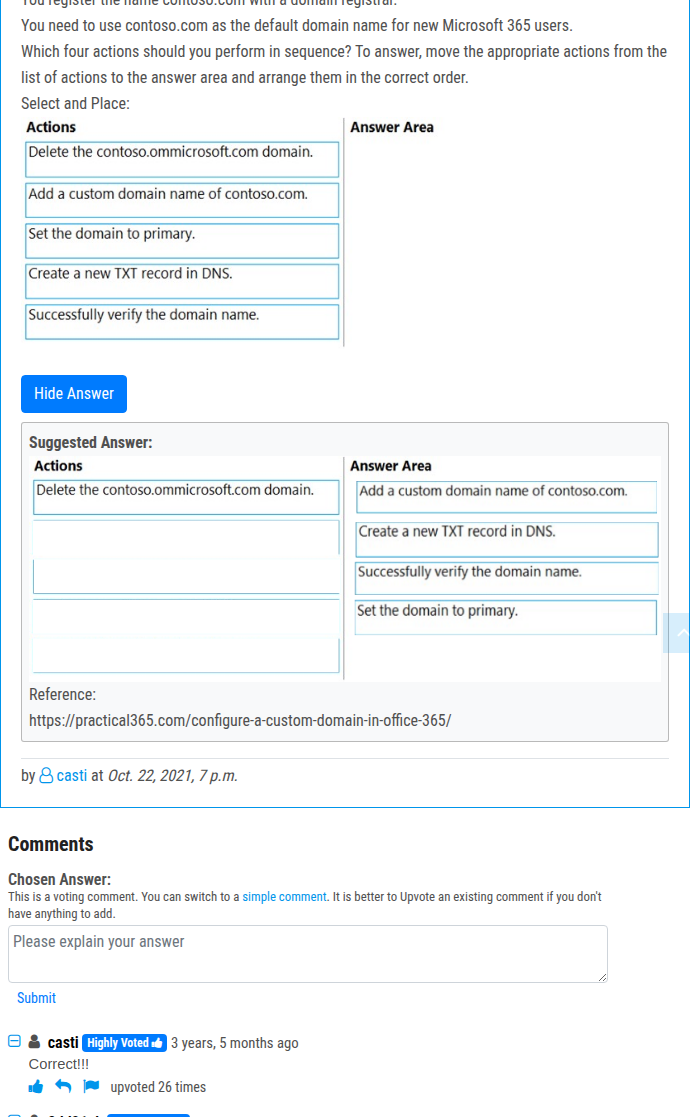 You register the name contoso.com with a domain registrar.
You need to use contoso.com as the default domain name for new Microsoft 365 users.
Which four actions should you perform in sequence? To answer, move the appropriate actions from the
list of actions to the answer area and arrange them in the correct order.
Select and Place:
Actions
Answer Area
Delete the contoso.ommicrosoft.com domain.
Add a custom domain name of contoso.com.
Set the domain to primary.
Create a new TXT record in DNS.
Successfully verify the domain name.
Hide Answer
Suggested Answer:
Actions
Answer Area
Delete the contoso.ommicrosoft.com domain.
Add a custom domain name of contoso.com.
Create a new TXT record in DNS.
Successfully verify the domain name.
Set the domain to primary.
Reference:
https://practical365.com/configure-a-custom-domain-in-office-365/
by casti at Oct. 22, 2021, 7 p.m.
Comments
Chosen Answer:
This is a voting comment. You can switch to a simple comment. It is better to Upvote an existing comment if you don't
have anything to add.
Please explain your answer
Submit
casti Highly Voted 3 years, 5 months ago
Correct!!!
upvoted 26 times